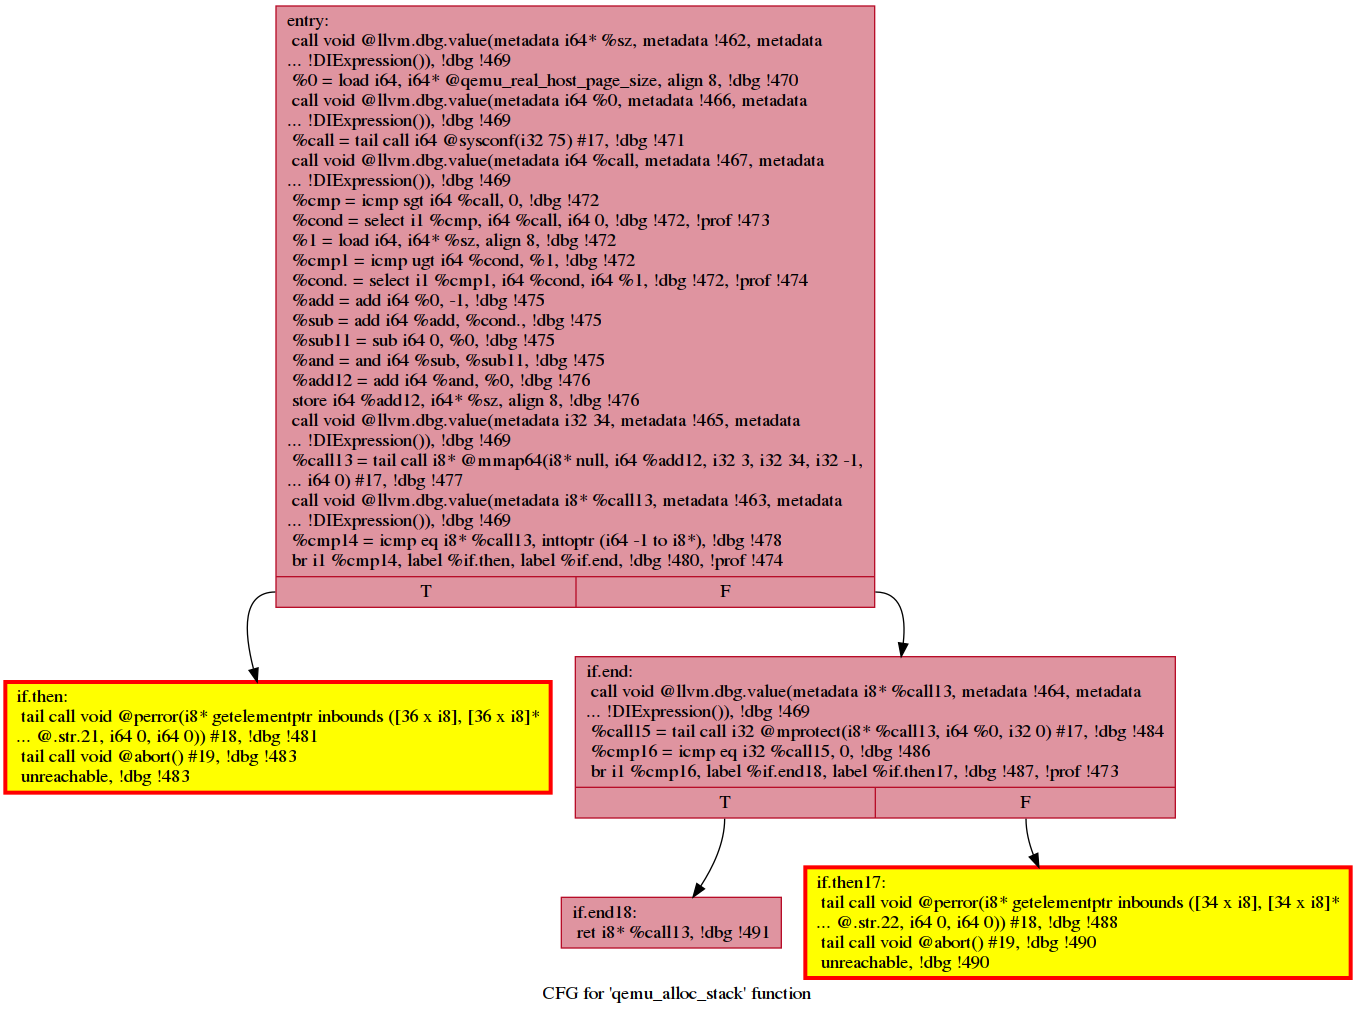 entry:
call void @llvm.dbg.value(metadata i64* %sz, metadata !462, metadata
... !DIExpression()), !dbg !469
%0 = load i64, i64* @qemu_real_host_page_size, align 8, !dbg !470
call void @llvm.dbg.value(metadata i64 %0, metadata !466, metadata
... !DIExpression()), !dbg !469
%call = tail call i64 @sysconf(i32 75) #17, !dbg !471
call void @llvm.dbg.value(metadata i64 %call, metadata !467, metadata
... !DIExpression()), !dbg !469
%cmp = icmp sgt i64 %call, 0, !dbg !472
%cond = select i1 %cmp, i64 %call, i64 0, !dbg !472, !prof !473
%1 = load i64, i64* %sz, align 8, !dbg !472
%cmp1 = icmp ugt i64 %cond, %1, !dbg !472
%cond. = select i1 %cmp1, i64 %cond, i64 %1, !dbg !472, !prof !474
%add = add i64 %0, -1, !dbg !475
%sub = add i64 %add, %cond., !dbg !475
%sub11 = sub i64 0, %0, !dbg !475
%and = and i64 %sub, %sub11, !dbg !475
%add12 = add i64 %and, %0, !dbg !476
store i64 %add12, i64* %sz, align 8, !dbg !476
call void @llvm.dbg.value(metadata i32 34, metadata !465, metadata
... !DIExpression()), !dbg !469
%call13 = tail call i8* @mmap64(i8* null, i64 %add12, i32 3, i32 34, i32 -1,
... i64 0) #17, !dbg !477
call void @llvm.dbg.value(metadata i8* %call13, metadata !463, metadata
... !DIExpression()), !dbg !469
%cmp14 = icmp eq i8* %call13, inttoptr (i64 -1 to i8*), !dbg !478
br i1 %cmp14, label %if.then, label %if.end, !dbg !480, !prof !474
T F
if.then:
tail call void @perror(i8* getelementptr inbounds ([36 x i8], [36 x i8]*
... @.str.21, i64 0, i64 0)) #18, !dbg !481
tail call void @abort() #19, !dbg !483
unreachable, !dbg !483
if.end:
call void @llvm.dbg.value(metadata i8* %call13, metadata !464, metadata
... !DIExpression()), !dbg !469
%call15 = tail call i32 @mprotect(i8* %call13, i64 %0, i32 0) #17, !dbg !484
%cmp16 = icmp eq i32 %call15, 0, !dbg !486
br i1 %cmp16, label %if.end18, label %if.then17, !dbg !487, !prof !473
T F
if.end18:
ret i8* %call13, !dbg !491
if.then17:
tail call void @perror(i8* getelementptr inbounds ([34 x i8], [34 x i8]*
... @.str.22, i64 0, i64 0)) #18, !dbg !488
tail call void @abort() #19, !dbg !490
unreachable, !dbg !490
CFG for 'qemu_alloc_stack' function